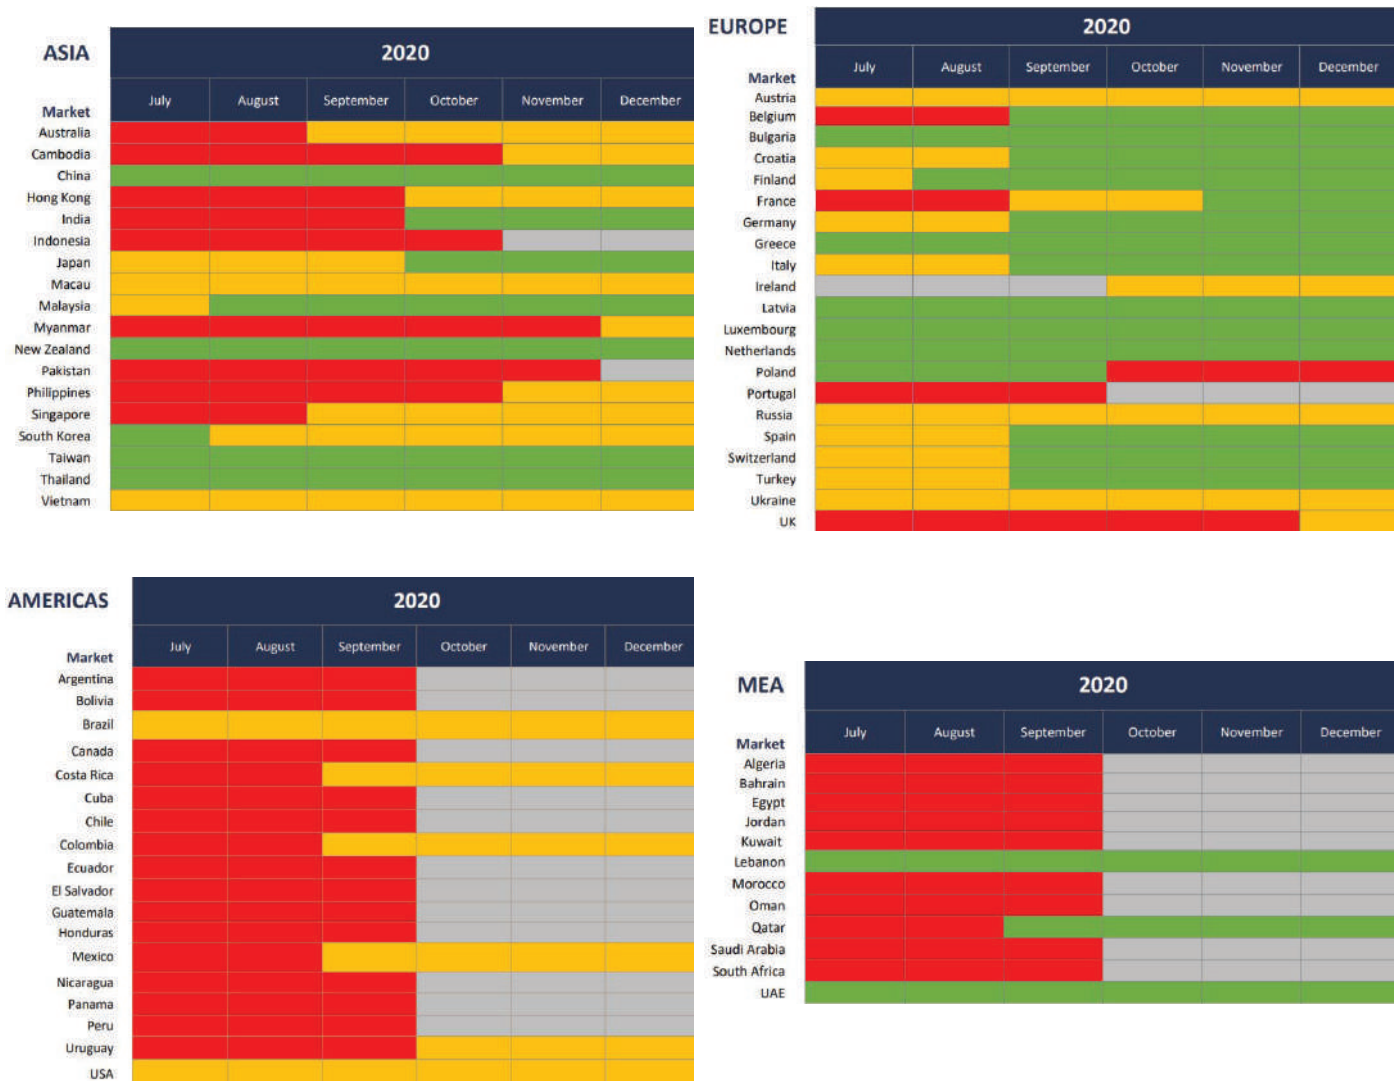 ASIA
2020
July August September October November December
Market
Australia
Cambodia
China
Hong Kong
India
Indonesia
Japan
Macau
Malaysia
Myanmar
New Zealand
Pakistan
Philippines
Singapore
South Korea
Taiwan
Thailand
Vietnam
EUROPE
2020
July August September October November December
Market
Austria
Belgium
Bulgaria
Croatia
Finland
France
Germany
Greece
Italy
Ireland
Latvia
Luxembourg
Netherlands
Poland
Portugal
Russia
Spain
Switzerland
Turkey
Ukraine
UK
AMERICAS
2020
July August September October November December
Market
Argentina
Bolivia
Brazil
Canada
Costa Rica
Cuba
Chile
Colombia
Ecuador
El Salvador
Guatemala
Honduras
Mexico
Nicaragua
Panama
Peru
Uruguay
USA
MEA
2020
July August September October November December
Market
Algeria
Bahrain
Egypt
Jordan
Kuwait
Lebanon
Morocco
Oman
Qatar
Saudi Arabia
South Africa
UAE